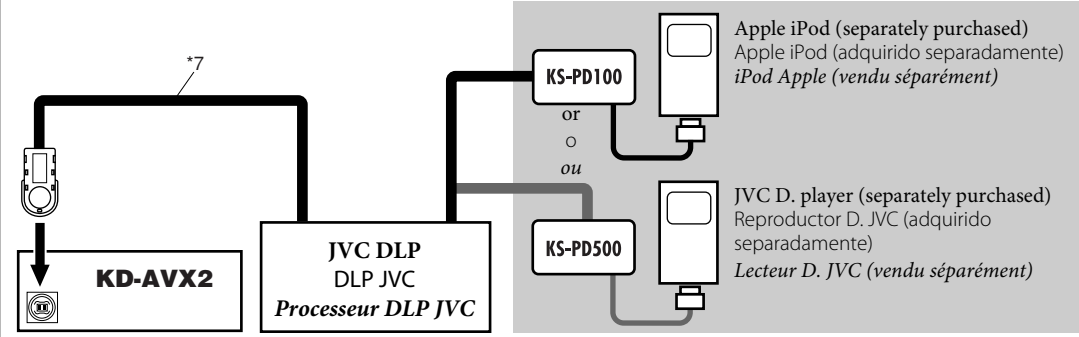 *7
KD-AVX2
JVC DLP
DLP JVC
Processeur DLP JVC
KS-PD100
or
o
ou
KS-PD500
Apple iPod (separately purchased)
Apple iPod (adquirido separadamente)
iPod Apple (vendu séparément)
JVC D. player (separately purchased)
Reproductor D. JVC (adquirido
separadamente)
Lecteur D. JVC (vendu séparément)